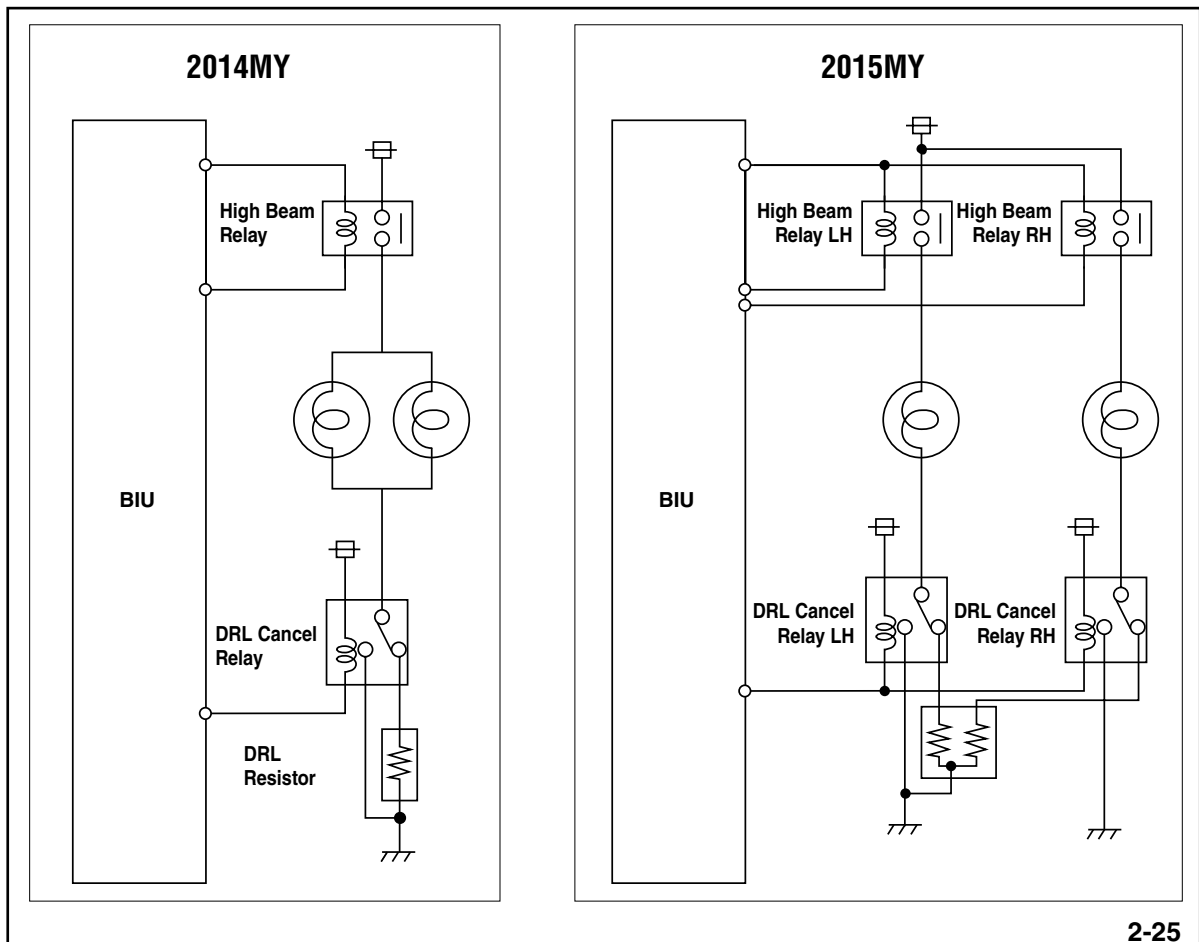 2014MY
High Beam
Relay
BIU
DRL Cancel
Relay
DRL
Resistor
2015MY
High Beam
Relay LH
High Beam
Relay RH
BIU
DRL Cancel
Relay LH
DRL Cancel
Relay RH
2-25